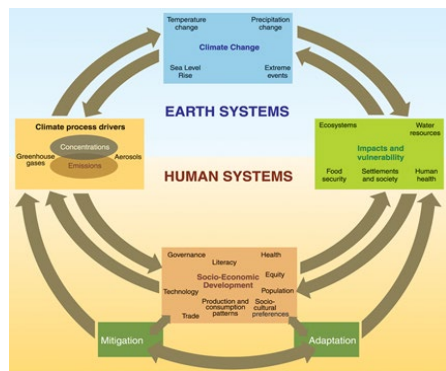 Temperature
change
Precipitation
change
Climate Change
Sea Level
Rise
Extreme
events
EARTH SYSTEMS
Climate process drivers
Concentrations
Greenhouse
gases
Aerosols
Emissions
Ecosystems
Water
resources
Impacts and
vulnerability
Food
security
Settlements
and society
Human
health
HUMAN SYSTEMS
Governance
Literacy
Health
Equity
Socio-Economic
Development
Technology
Population
Production and
consumption
patterns
Socio-
cultural
preferences
Trade
Mitigation
Adaptation